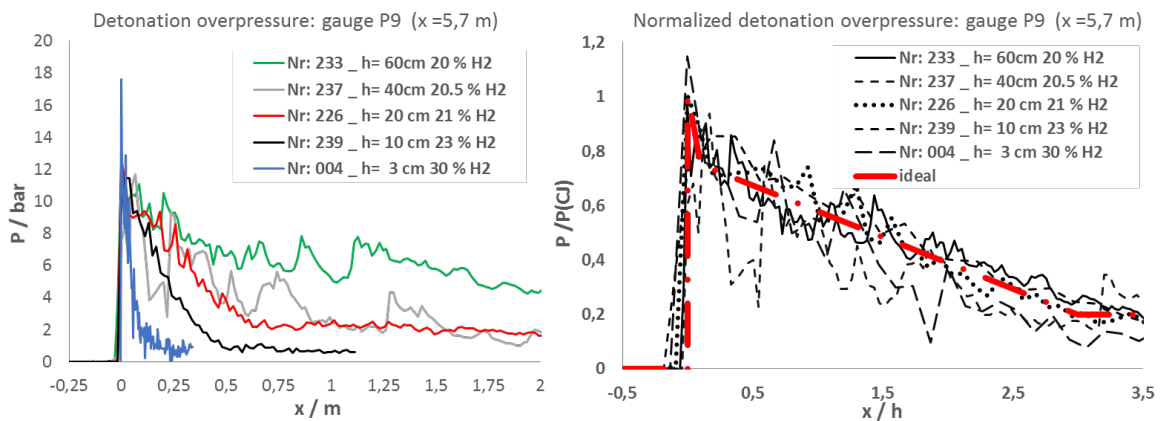 Detonation overpressure: gauge P9 (x =5,7 m)
20
18
16
14
12
10
8
6
4
2
0
P / bar
Nr: 233 _ h= 60cm 20 % H2
Nr: 237 _ h= 40cm 20.5 % H2
Nr: 226 _ h= 20 cm 21 % H2
Nr: 239 _ h= 10 cm 23 % H2
Nr: 004 _ h= 3 cm 30 % H2
-0,25 0 0,25 0,5 0,75 1 1,25 1,5 1,75 2
x / m
Normalized detonation overpressure: gauge P9 (x =5,7 m)
1,2
1
0,8
0,6
0,4
0,2
0
P /P(CJ)
Nr: 233 _ h= 60cm 20 % H2
Nr: 237 _ h= 40cm 20.5 % H2
Nr: 226 _ h= 20 cm 21 % H2
Nr: 239 _ h= 10 cm 23 % H2
Nr: 004 _ h= 3 cm 30 % H2
ideal
-0,5 0,5 1,5 2,5 3,5
x / h